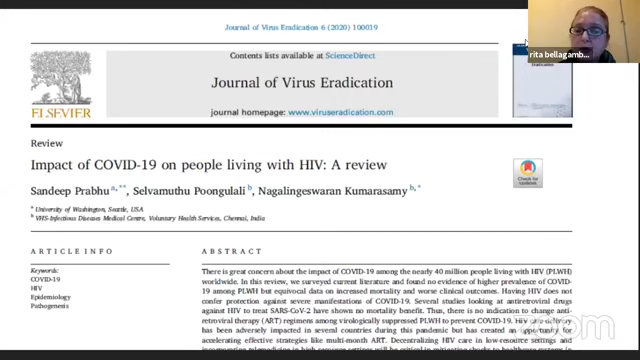 Journal of Virus Eradication 6 (2020) 100019
rita bellagamb...
Contents lists available at ScienceDirect
Journal of Virus Eradication
journal homepage: www.viruseradication.com
ELSEVIER
Review
Impact of COVID-19 on people living with HIV: A review
Check for
updates
Sandeep Prabhu a,**, Selvamuthu Poongulali b, Nagalingeswaran Kumarasamy b,*
a University of Washington, Seattle, USA
b VHS-Infectious Diseases Medical Centre, Voluntary Health Services, Chennai, India
ARTICLE INFO
Keywords:
COVID-19
HIV
Epidemiology
Pathogenesis
ABSTRACT
There is great concern about the impact of COVID-19 among the nearly 40 million people living with HIV (PLWH)
worldwide. In this review, we surveyed current literature and found no evidence of higher prevalence of COVID-
19 among PLWH but equivocal data on increased mortality and worse clinical outcomes. Having HIV does not
confer protection against severe manifestations of COVID-19. Several studies looking at antiretroviral drugs
against HIV to treat SARS-CoV-2 have shown no mortality benefit. Thus, there is no indication to change anti-
retroviral therapy (ART) regimens among virologically suppressed PLWH to prevent COVID-19.
been adversely impacted in several countries during this pandemic but has created an opportunity for
accelerating effective strategies like multi-month ART. Decentralizing HIV care in low-resource settings and
zoom